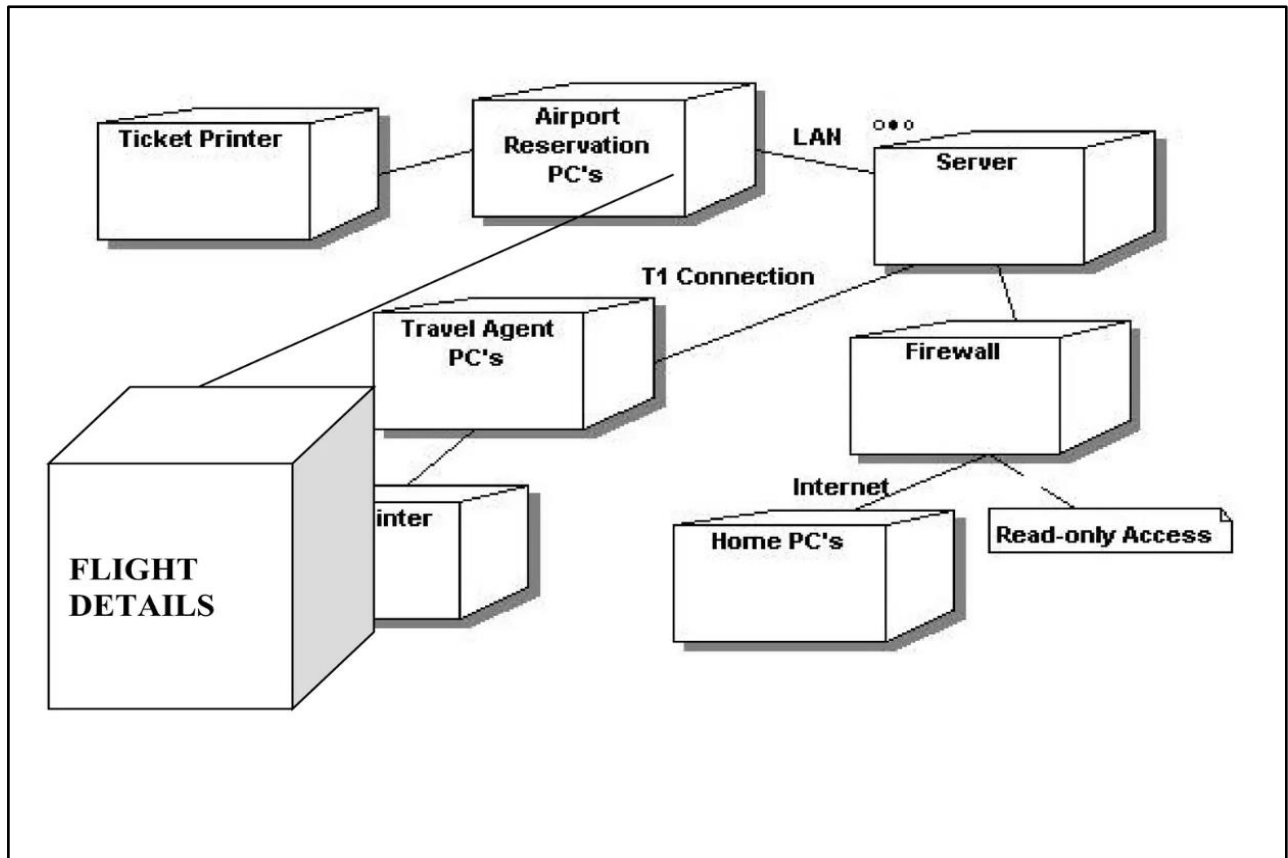 Ticket Printer
Airport
Reservation
PC's
LAN
Server
T1 Connection
Travel Agent
PC's
Firewall
Internet
Read-only Access
Home PC's
inter
FLIGHT
DETAILS